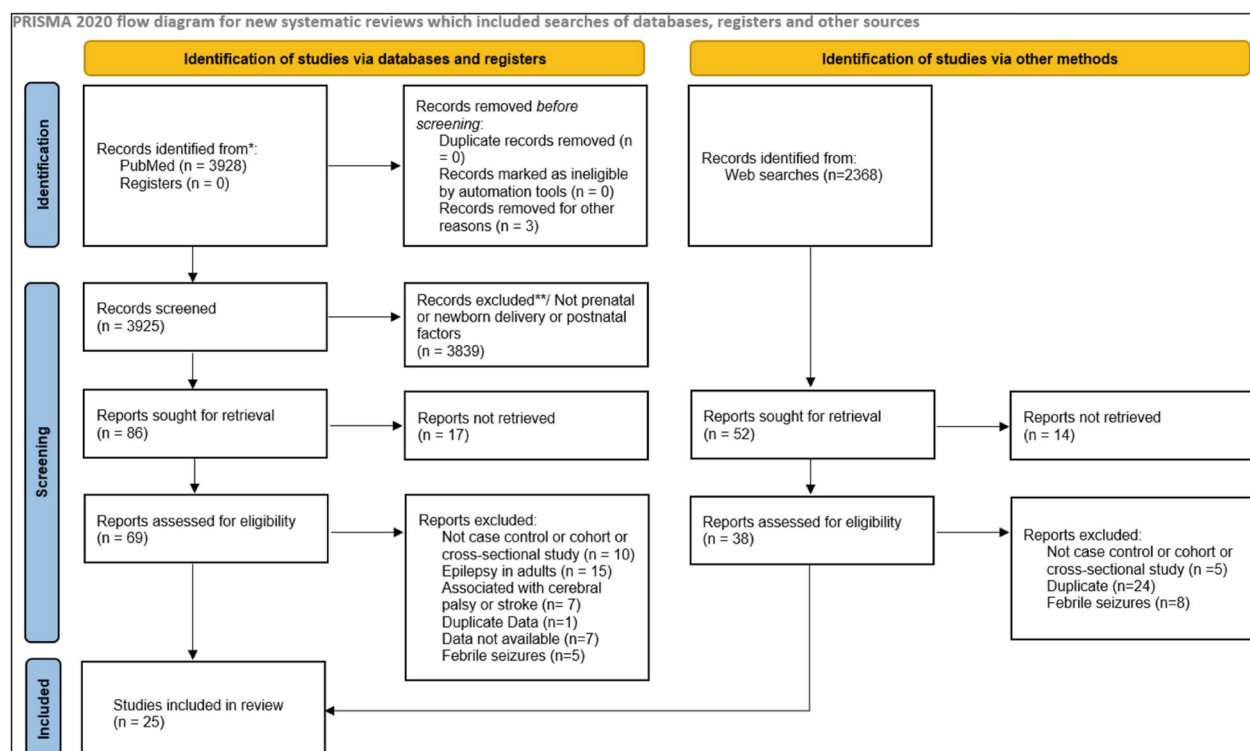 PRISMA 2020 flow diagram for new systematic reviews which included searches of databases, registers and other sources
Identification of studies via databases and registers
Identification of studies via other methods
Identification
Records identified from*:
PubMed (n = 3928)
Registers (n = 0)
Records removed before
screening:
Duplicate records removed (n
= 0)
Records marked as ineligible
by automation tools (n = 0)
Records removed for other
reasons (n = 3)
Records identified from:
Web searches (n=2368)
Screening
Records screened
(n = 3925)
Records excluded**/ Not prenatal
or newborn delivery or postnatal
factors
(n = 3839)
Reports sought for retrieval
(n = 86)
Reports not retrieved
(n = 17)
Reports sought for retrieval
(n = 52)
Reports not retrieved
(n = 14)
Reports assessed for eligibility
(n = 69)
Reports excluded:
Not case control or cohort or
cross-sectional study (n = 10)
Epilepsy in adults (n = 15)
Associated with cerebral
palsy or stroke (n= 7)
Duplicate Data (n=1)
Data not available (n=7)
Febrile seizures (n=5)
Reports assessed for eligibility
(n = 38)
Reports excluded:
Not case control or cohort or
cross-sectional study (n =5)
Duplicate (n=24)
Febrile seizures (n=8)
Included
Studies included in review
(n = 25)